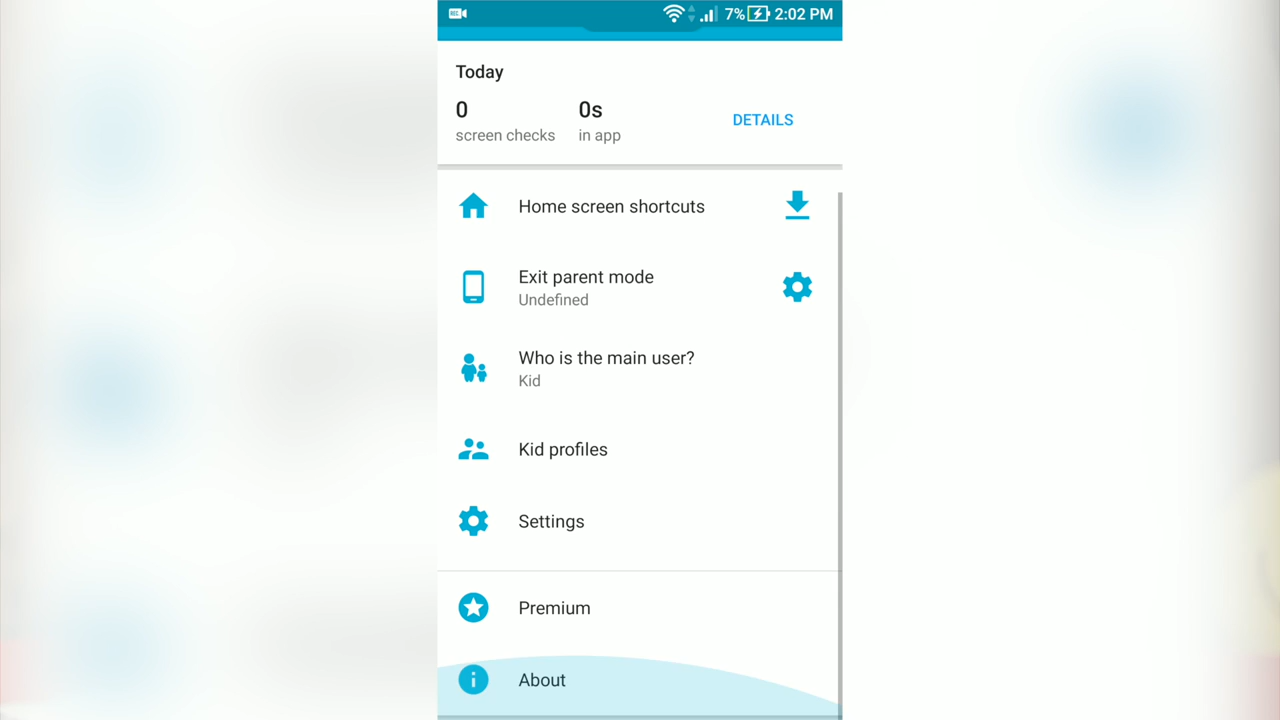 REC
7%
2:02 PM
Today
0
0s
screen checks
in app
DETAILS
Home screen shortcuts
Exit parent mode
Undefined
Who is the main user?
Kid
Kid profiles
Settings
Premium
About